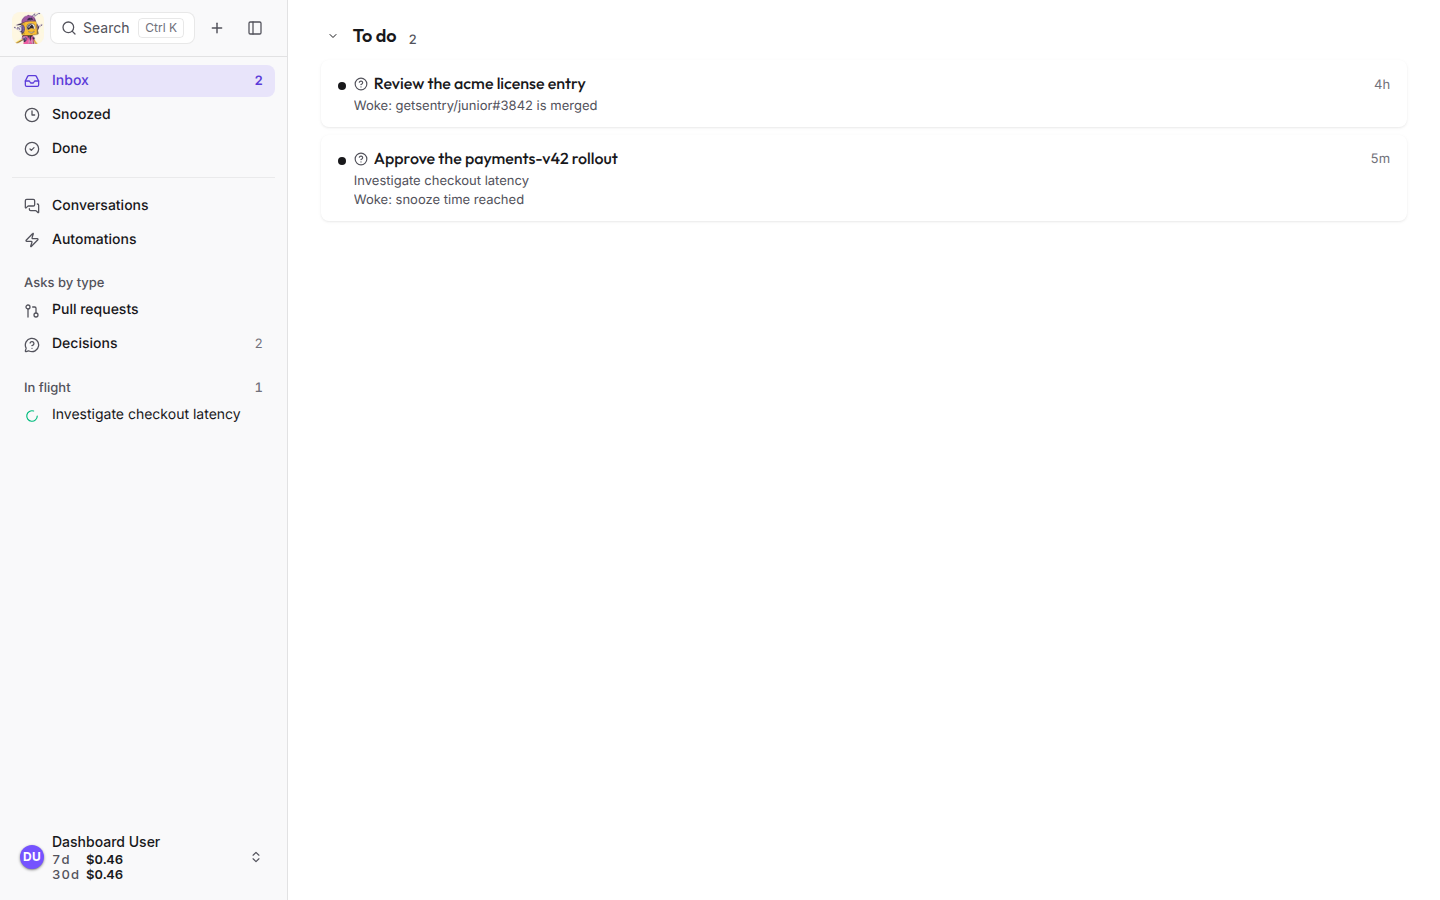 Search Ctrl K
Inbox 2
Snoozed
Done
Conversations
Automations
Asks by type
Pull requests
Decisions 2
In flight 1
Investigate checkout latency
DU
Dashboard User
7d $0.46
30d $0.46
To do 2
Review the acme license entry 4h
Woke: getsentry/junior#3842 is merged
Approve the payments-v42 rollout 5m
Investigate checkout latency
Woke: snooze time reached